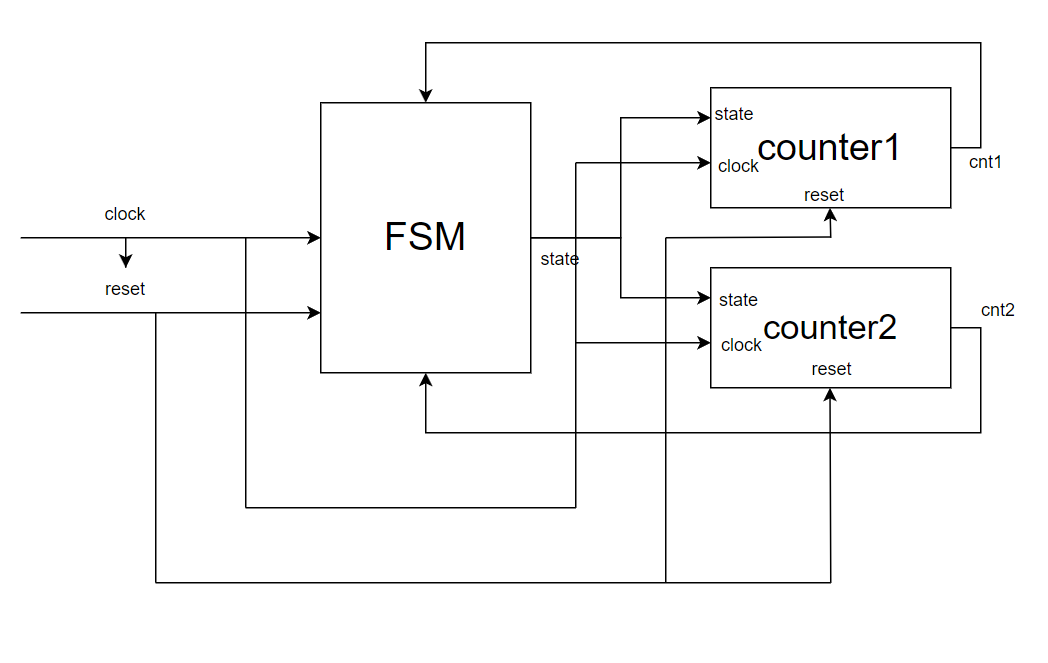 state
counter1
clock
cnt1
reset
clock
FSM
state
reset
state
cnt2
counter2
clock
reset